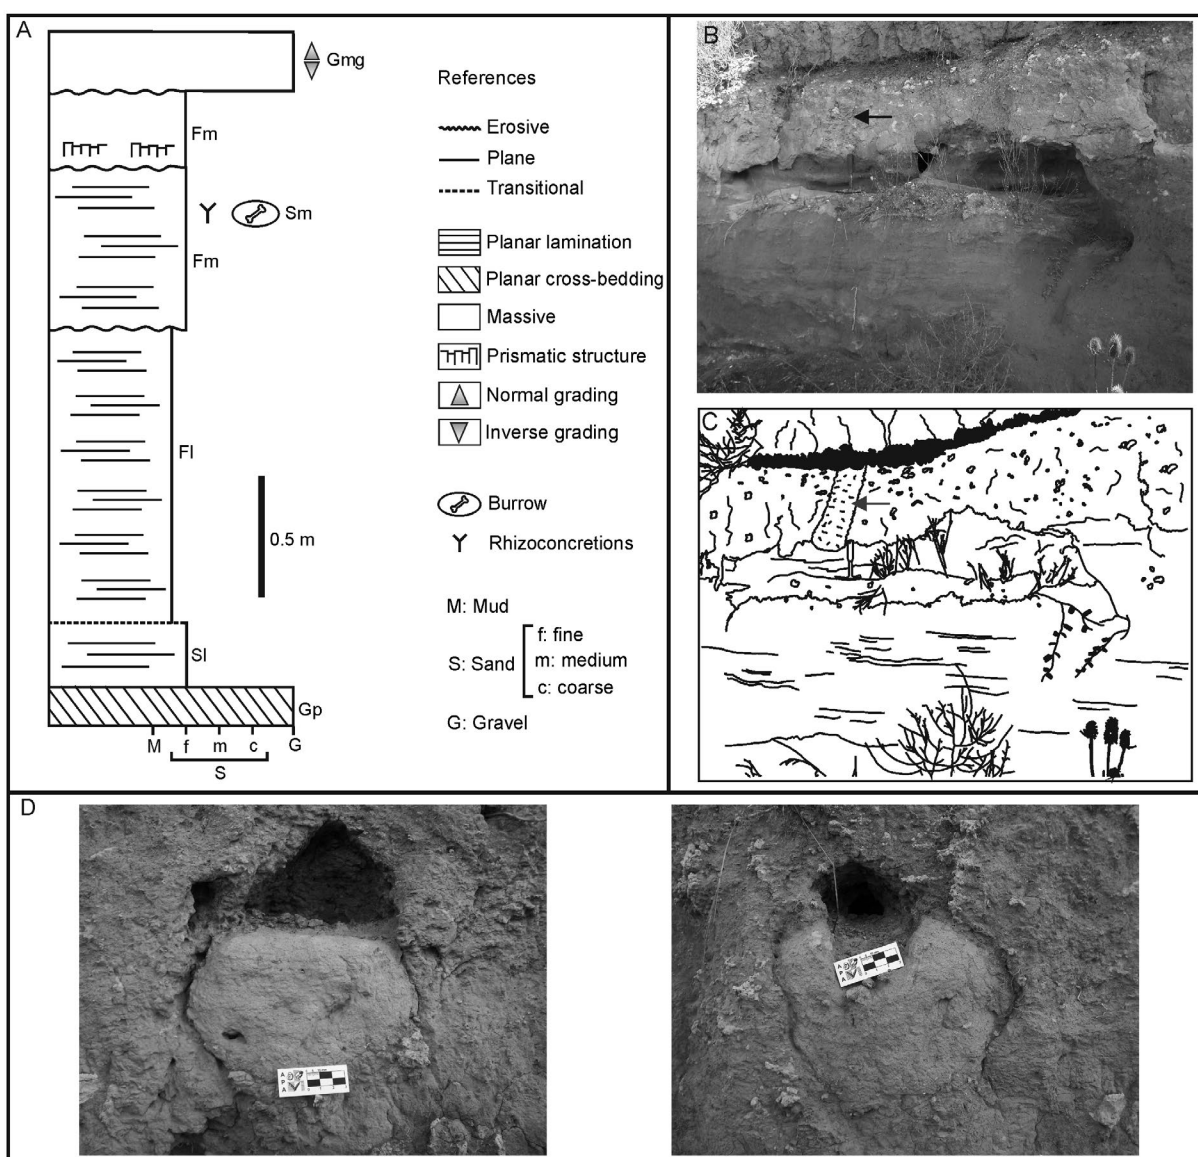 A
Gmg
Fm
Sm
Fm
Fl
0.5 m
Sl
Gp
M f m c G
S
References
Erosive
Plane
Transitional
Planar lamination
Planar cross-bedding
Massive
Prismatic structure
Normal grading
Inverse grading
Burrow
Rhizoconcretions
M: Mud
S: Sand
f: fine
m: medium
c: coarse
G: Gravel
B
C
D
A
P
A
A
P
A